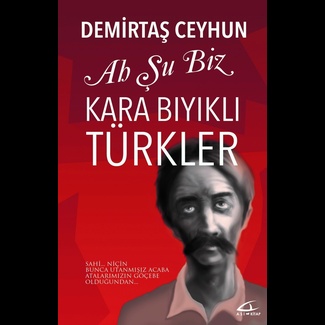 DEMİRTAŞ CEYHUN
Ah Şu Biz
KARA BIYIKLI
TÜRKLER
SAHİ... NİÇİN
BUNCA UTANMIŞIZ ACABA
ATALARIMIZIN GÖÇEBE
OLDUĞUNDAN...